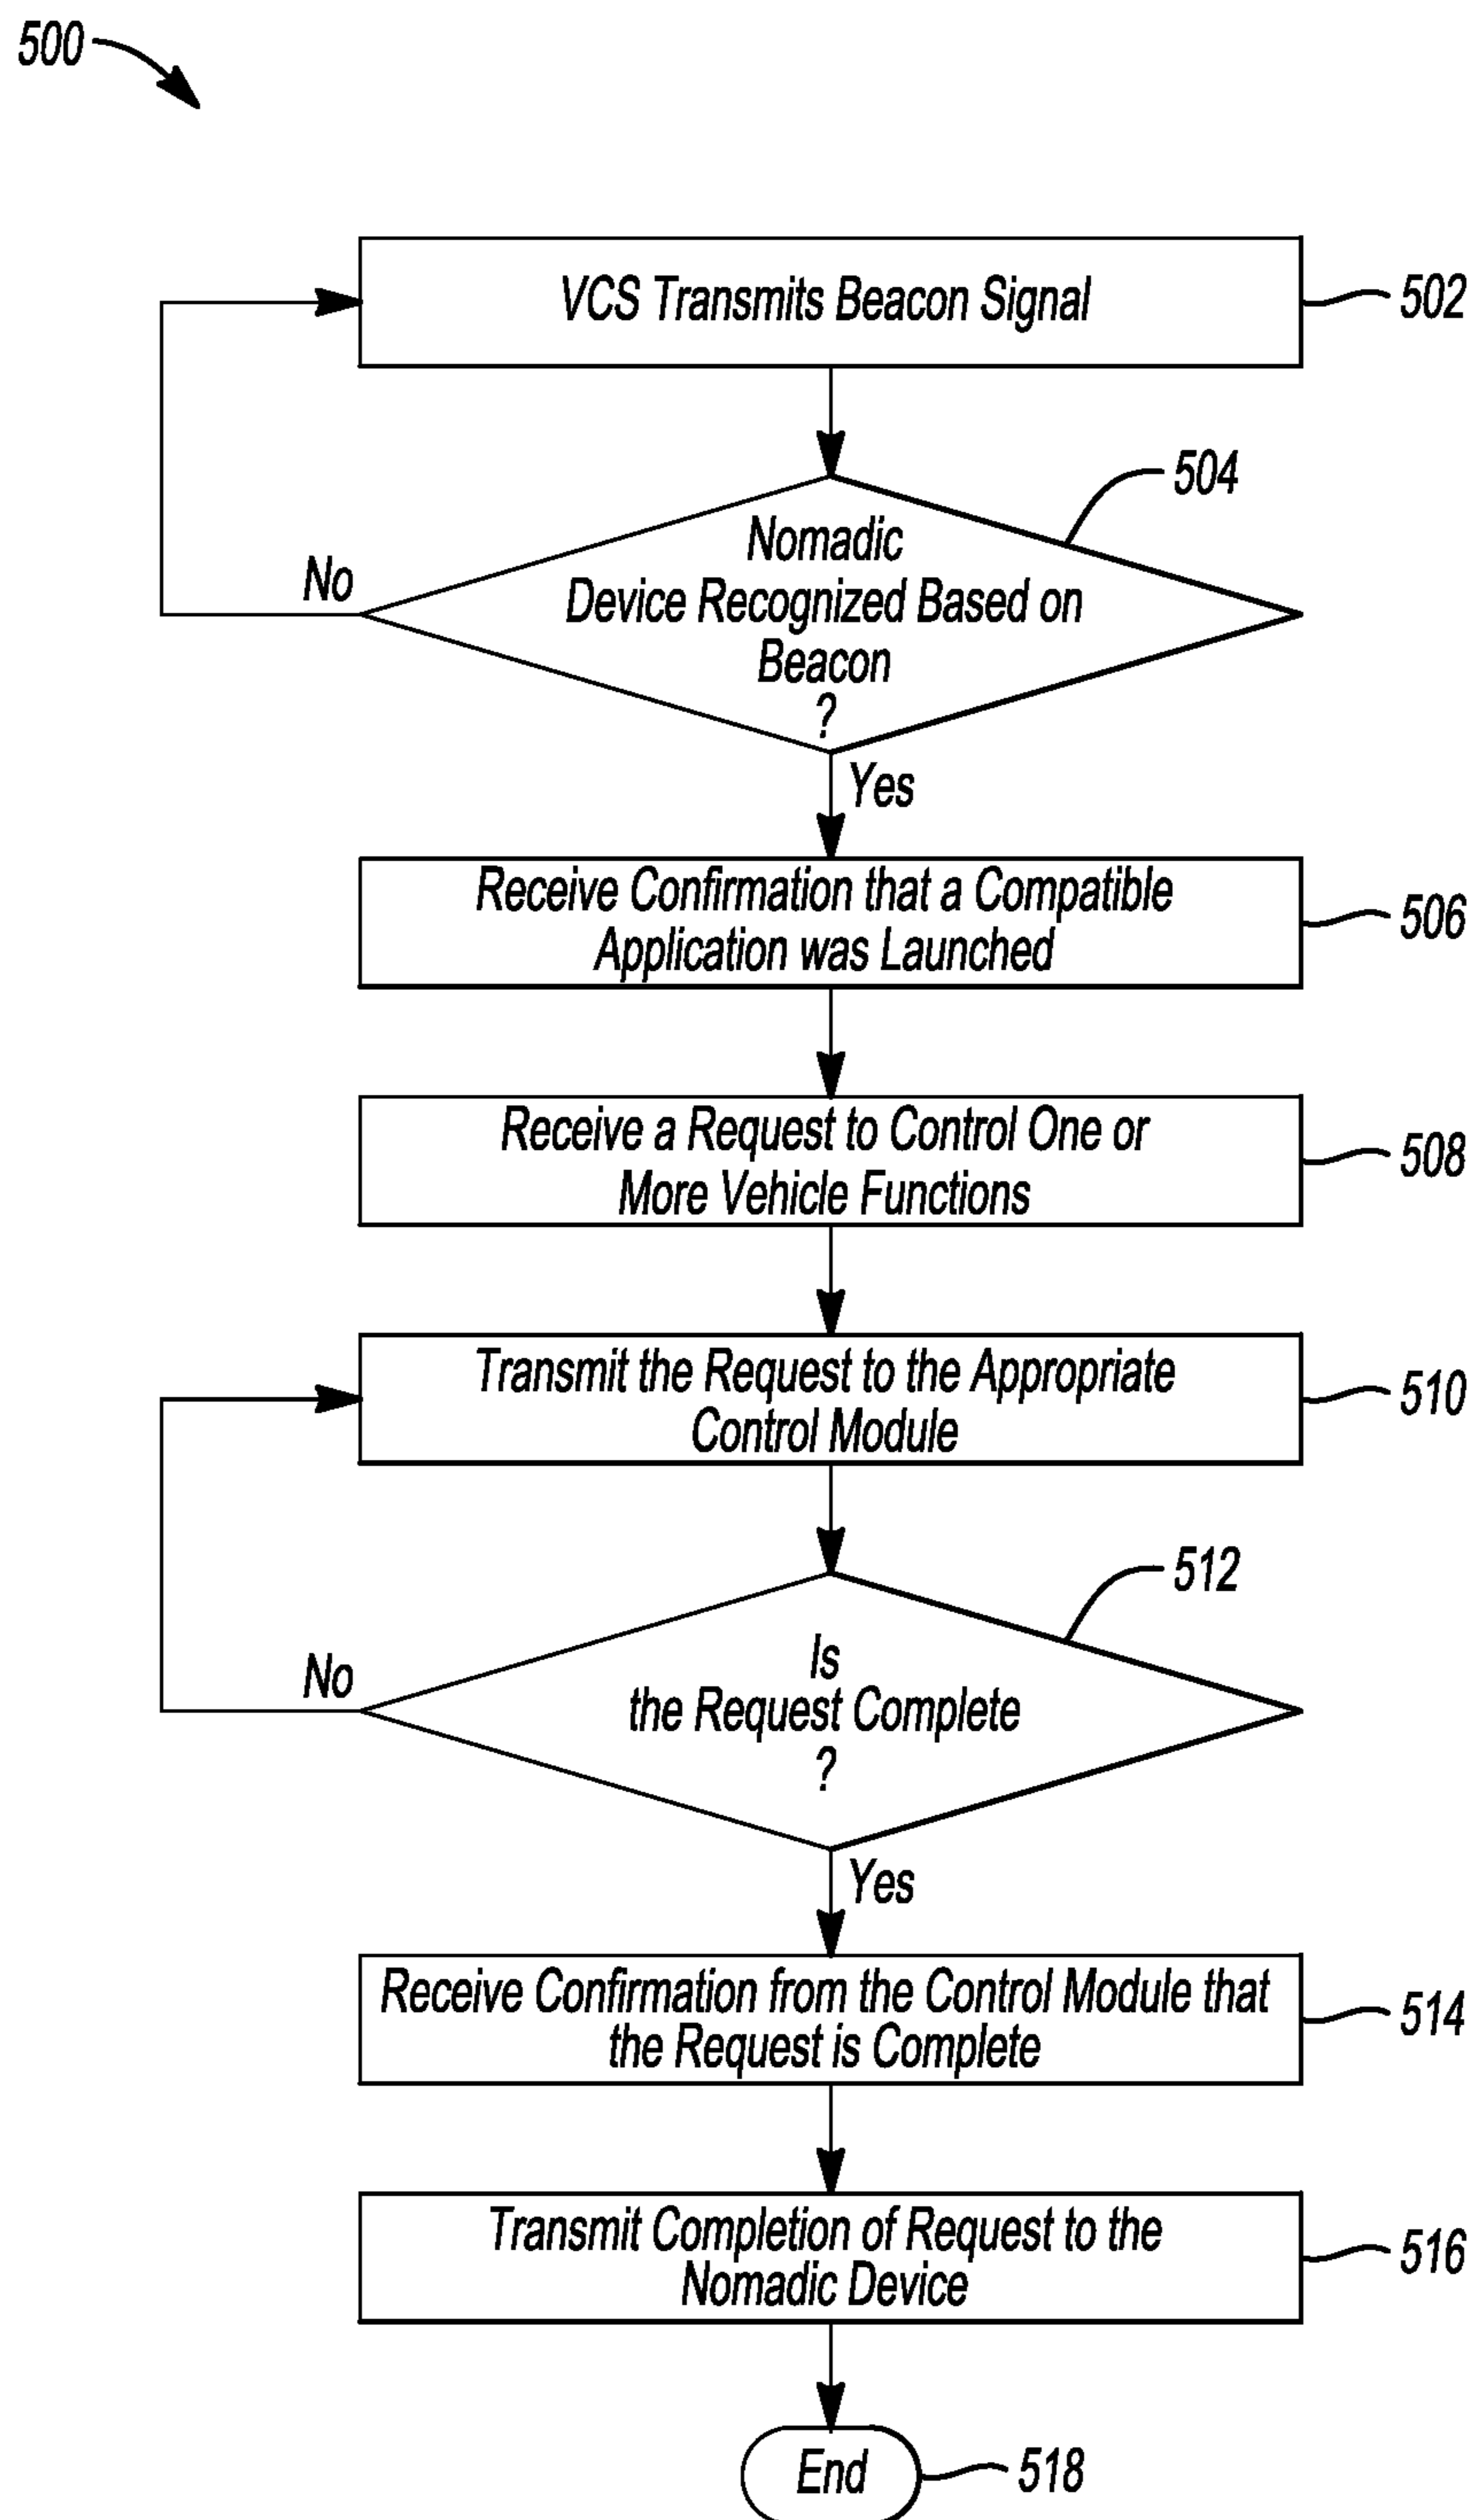 500
VCS Transmits Beacon Signal
502
504
Nomadic
Device Recognized Based on
Beacon
?
No
Yes
Receive Confirmation that a Compatible
Application was Launched
506
Receive a Request to Control One or
More Vehicle Functions
508
Transmit the Request to the Appropriate
Control Module
510
512
Is
the Request Complete
?
No
Yes
Receive Confirmation from the Control Module that
the Request is Complete
514
Transmit Completion of Request to the
Nomadic Device
516
End
518